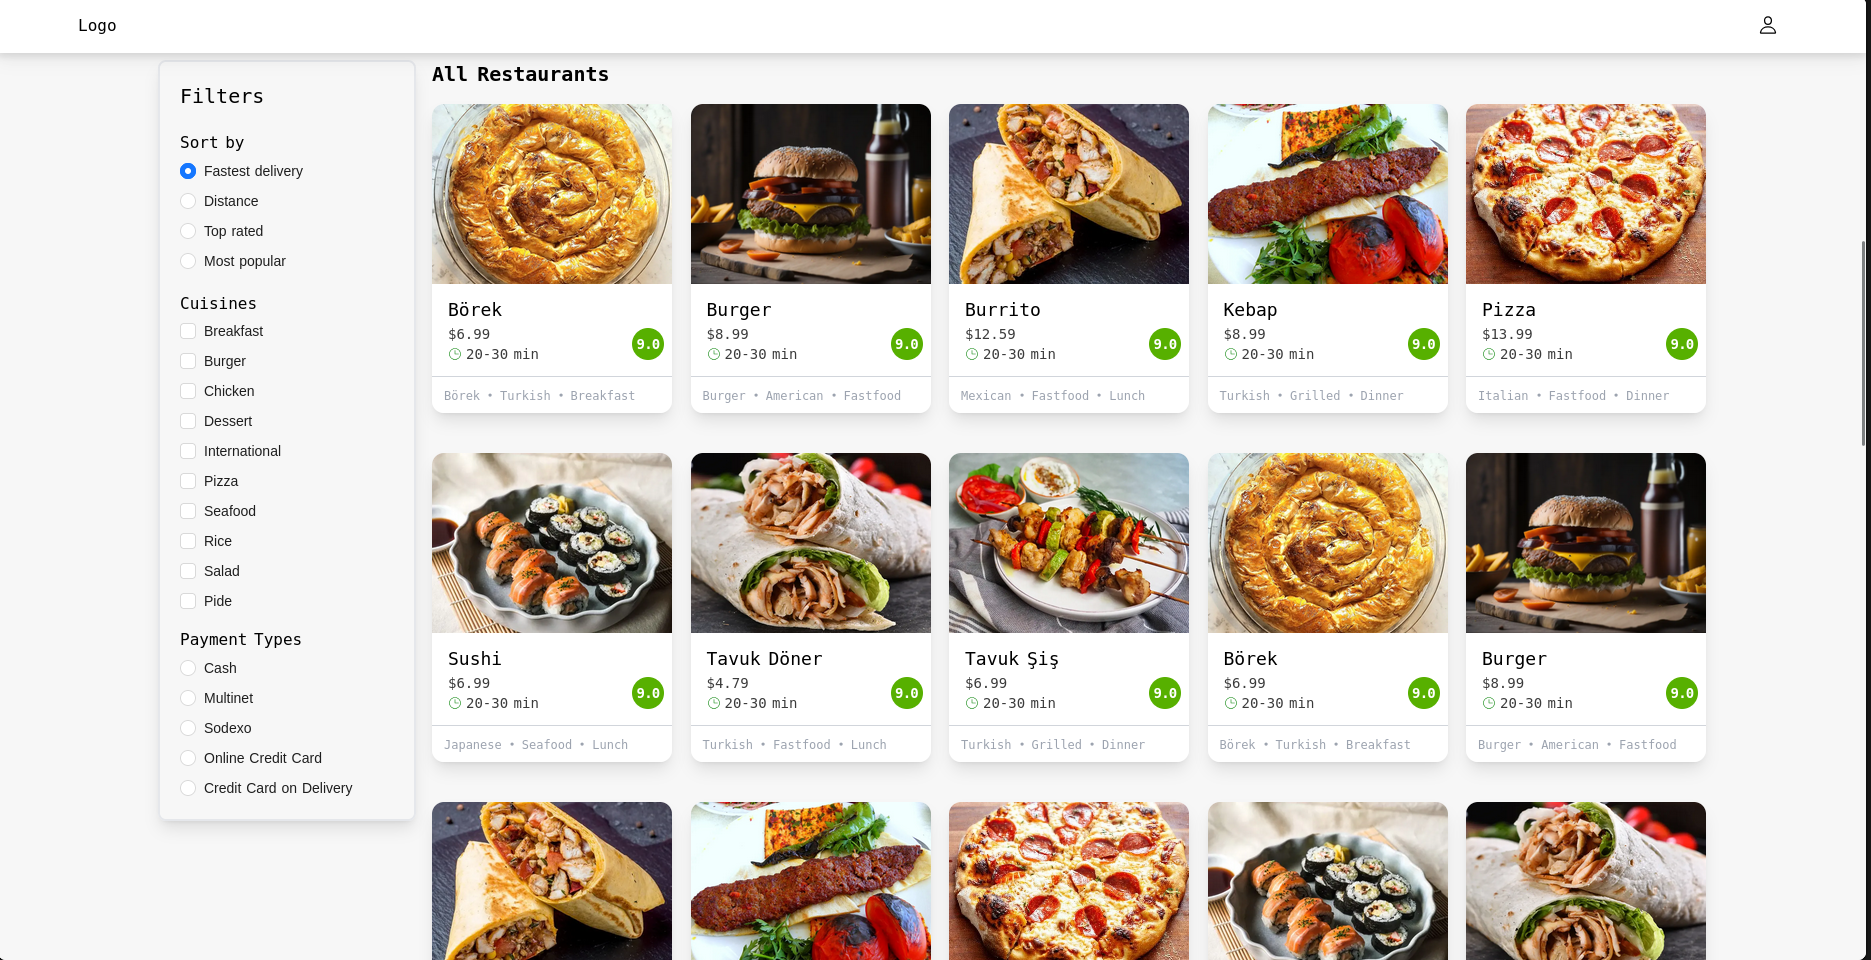 Logo
Filters
Sort by
Fastest delivery
Distance
Top rated
Most popular
Cuisines
Breakfast
Burger
Chicken
Dessert
International
Pizza
Seafood
Rice
Salad
Pide
Payment Types
Cash
Multinet
Sodexo
Online Credit Card
Credit Card on Delivery
All Restaurants
Börek
$6.99
20-30 min
9.0
Börek • Turkish • Breakfast
Burger
$8.99
20-30 min
9.0
Burger • American • Fastfood
Burrito
$12.59
20-30 min
9.0
Mexican • Fastfood • Lunch
Kebap
$8.99
20-30 min
9.0
Turkish • Grilled • Dinner
Pizza
$13.99
20-30 min
9.0
Italian • Fastfood • Dinner
Sushi
$6.99
20-30 min
9.0
Japanese • Seafood • Lunch
Tavuk Döner
$4.79
20-30 min
9.0
Turkish • Fastfood • Lunch
Tavuk Şiş
$6.99
20-30 min
9.0
Turkish • Grilled • Dinner
Börek
$6.99
20-30 min
9.0
Börek • Turkish • Breakfast
Burger
$8.99
20-30 min
9.0
Burger • American • Fastfood